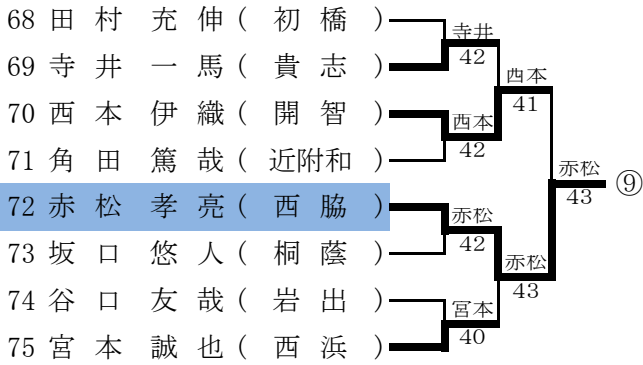 68 田 村 充 伸 ( 初 橋 )
69 寺 井 一 馬 ( 貴 志 )
70 西 本 伊 織 ( 開 智 )
71 角 田 篤 哉 ( 近附和 )
72 赤 松 孝 亮 ( 西 脇 )
73 坂 口 悠 人 ( 桐 蔭 )
74 谷 口 友 哉 ( 岩 出 )
75 宮 本 誠 也 ( 西 浜 )
寺井
42
西本
42
赤松
42
宮本
40
西本
41
赤松
43
赤松
43
⑨